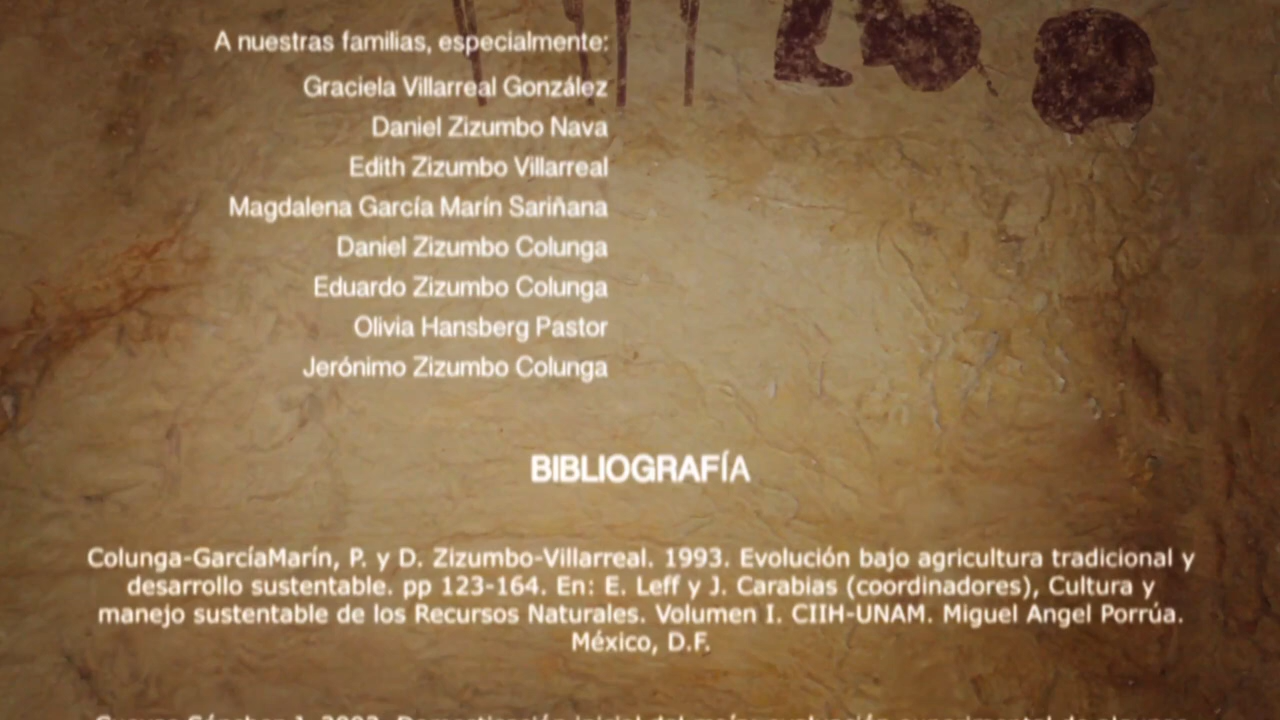 A nuestras familias, especialmente:
Graciela Villarreal González
Daniel Zizumbo Nava
Edith Zizumbo Villarreal
Magdalena García Marín Sariñana
Daniel Zizumbo Colunga
Eduardo Zizumbo Colunga
Olivia Hansberg Pastor
Jerónimo Zizumbo Colunga
BIBLIOGRAFÍA
Colunga-GarcíaMarín, P. y D. Zizumbo-Villarreal. 1993. Evolución bajo agricultura tradicional y
desarrollo sustentable. pp 123-164. En: E. Leff y J. Carabias (coordinadores), Cultura y
manejo sustentable de los Recursos Naturales. Volumen I. CIIH-UNAM. Miguel Angel Porrúa.
México, D.F.